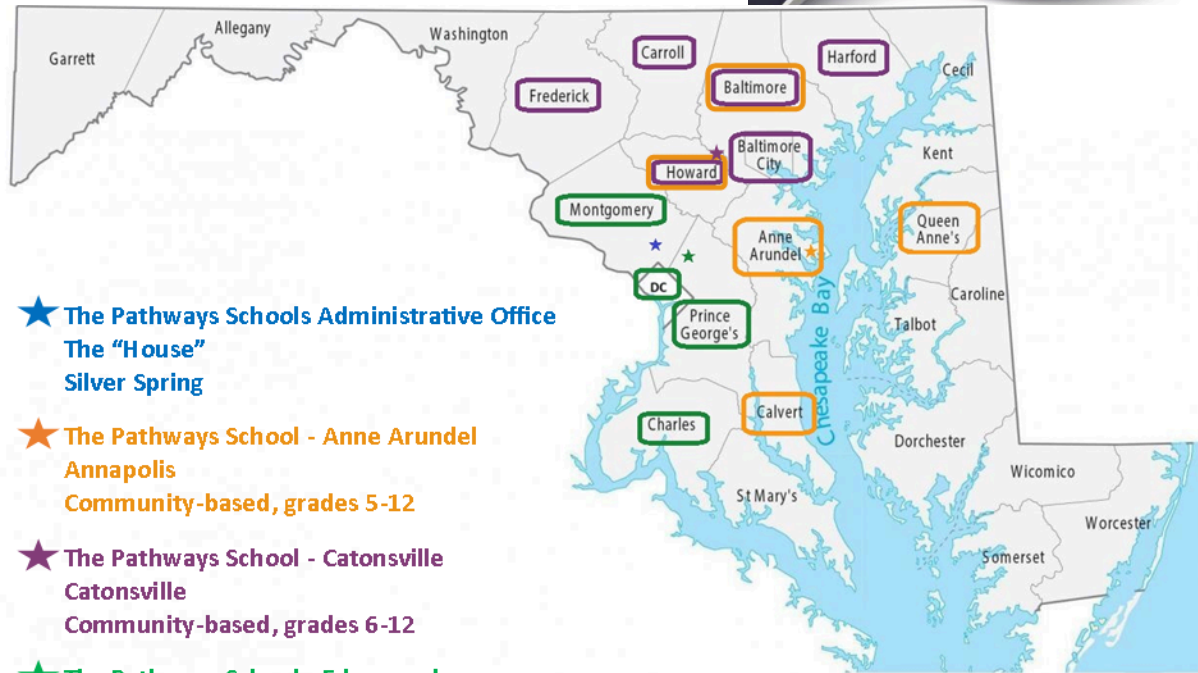 Garrett
Allegany
Washington
Frederick
Carroll
Baltimore
Harford
Cecil
Baltimore
City
Howard
Kent
Montgomery
Anne
Arundel
Queen
Anne's
DC
Prince
George's
Caroline
Talbot
Chesapeake Bay
Charles
Calvert
Dorchester
St Mary's
Wicomico
Worcester
Somerset
The Pathways Schools Administrative Office
The “House”
Silver Spring
The Pathways School - Anne Arundel
Annapolis
Community-based, grades 5-12
The Pathways School - Catonsville
Catonsville
Community-based, grades 6-12